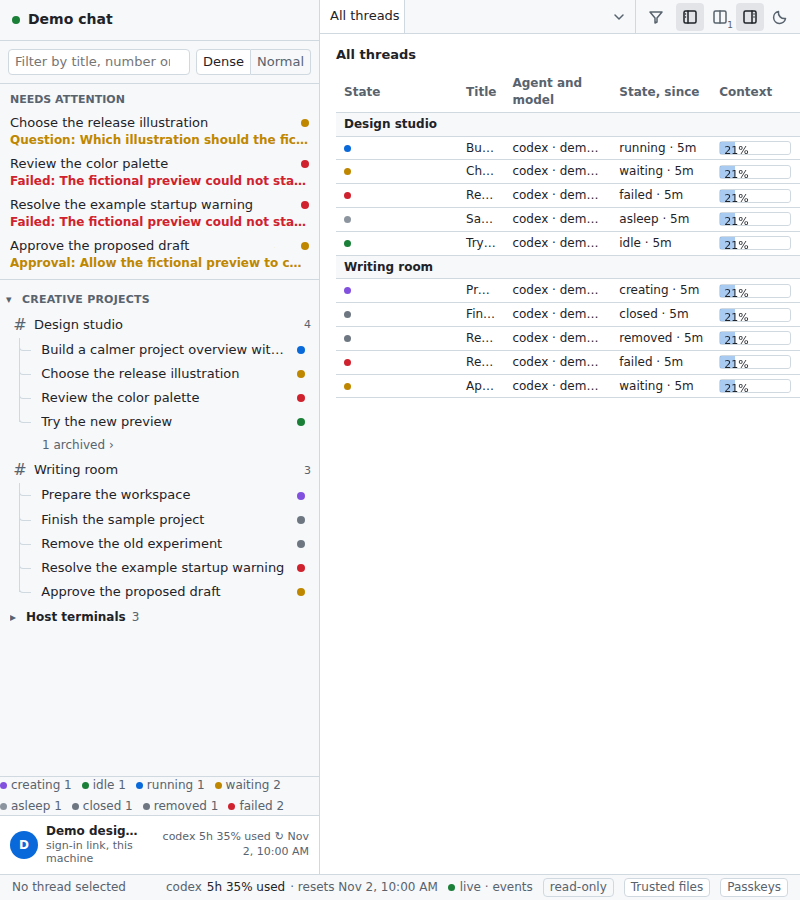 Demo chat
Filter by title, number or
Dense Normal
NEEDS ATTENTION
Choose the release illustration
Question: Which illustration should the fic…
Review the color palette
Failed: The fictional preview could not sta…
Resolve the example startup warning
Failed: The fictional preview could not sta…
Approve the proposed draft
Approval: Allow the fictional preview to c…
▾ CREATIVE PROJECTS
# Design studio 4
Build a calmer project overview wit…
Choose the release illustration
Review the color palette
Try the new preview
1 archived ›
# Writing room 3
Prepare the workspace
Finish the sample project
Remove the old experiment
Resolve the example startup warning
Approve the proposed draft
▸ Host terminals 3
creating 1 idle 1 running 1 waiting 2
asleep 1 closed 1 removed 1 failed 2
D
Demo desig…
sign-in link, this
machine
codex 5h 35% used ↻ Nov
2, 10:00 AM
All threads
1
All threads
State Title Agent and model State, since Context
Design studio
Bu… codex · dem… running · 5m 21%
Ch… codex · dem… waiting · 5m 21%
Re… codex · dem… failed · 5m 21%
Sa… codex · dem… asleep · 5m 21%
Try… codex · dem… idle · 5m 21%
Writing room
Pr… codex · dem… creating · 5m 21%
Fin… codex · dem… closed · 5m 21%
Re… codex · dem… removed · 5m 21%
Re… codex · dem… failed · 5m 21%
Ap… codex · dem… waiting · 5m 21%
No thread selected codex 5h 35% used · resets Nov 2, 10:00 AM live · events read-only Trusted files Passkeys